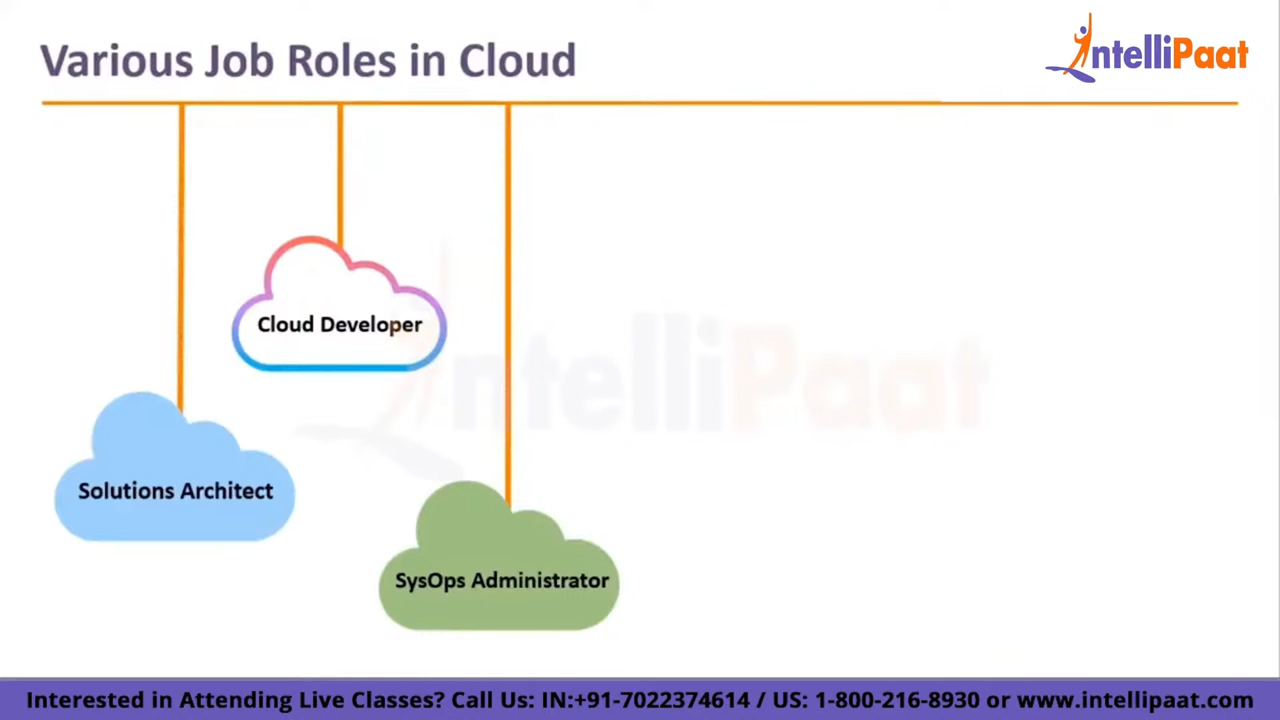 Various Job Roles in Cloud
IntelliPaat
Cloud Developer
IntelliPaat
Solutions Architect
SysOps Administrator
Interested in Attending Live Classes? Call Us: IN:+91-7022374614 / US: 1-800-216-8930 or www.intellipaat.com